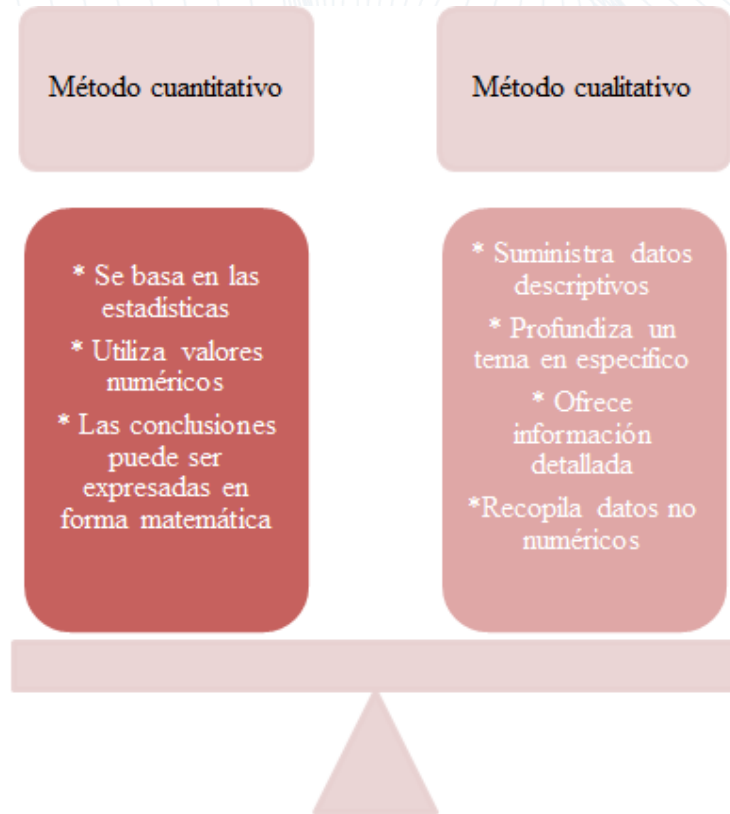 Método cuantitativo
Método cualitativo
* Se basa en las
estadísticas
* Utiliza valores
numéricos
* Las conclusiones
puede ser
expresadas en
forma matemática
* Suministra datos
descriptivos
* Profundiza un
tema en especifico
* Ofrece
información
detallada
*Recopila datos no
numéricos